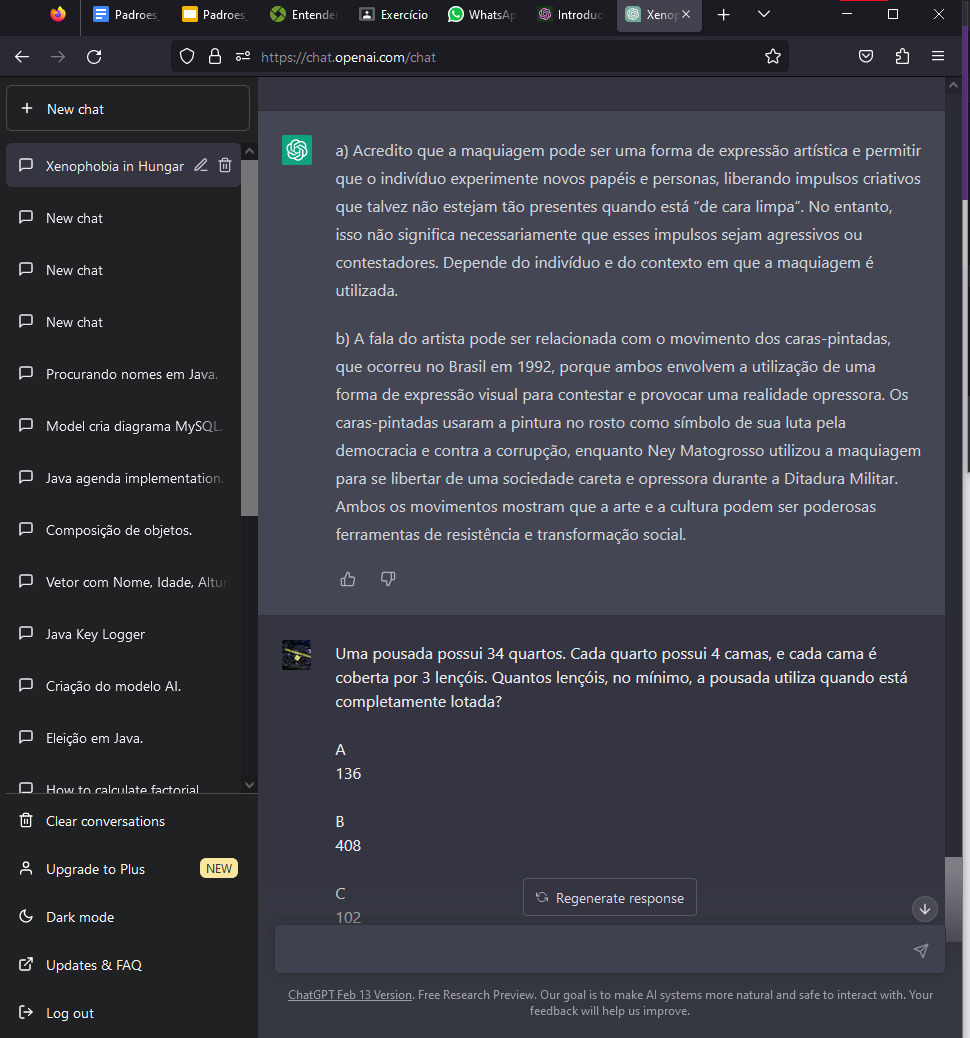 Padroes_
Padroes_
Entender
Exercício
WhatsAp
Introduc
Xenop
https://chat.openai.com/chat
New chat
Xenophobia in Hungar
New chat
New chat
New chat
Procurando nomes em Java.
Model cria diagrama MySQL.
Java agenda implementation.
Composição de objetos.
Vetor com Nome, Idade, Altur
Java Key Logger
Criação do modelo AI.
Eleição em Java.
How to calculate factorial
Clear conversations
Upgrade to Plus NEW
Dark mode
Updates & FAQ
Log out
a) Acredito que a maquiagem pode ser uma forma de expressão artística e permitir
que o indivíduo experimente novos papéis e personas, liberando impulsos criativos
que talvez não estejam tão presentes quando está “de cara limpa”. No entanto,
isso não significa necessariamente que esses impulsos sejam agressivos ou
contestadores. Depende do indivíduo e do contexto em que a maquiagem é
utilizada.
b) A fala do artista pode ser relacionada com o movimento dos caras-pintadas,
que ocorreu no Brasil em 1992, porque ambos envolvem a utilização de uma
forma de expressão visual para contestar e provocar uma realidade opressora. Os
caras-pintadas usaram a pintura no rosto como símbolo de sua luta pela
democracia e contra a corrupção, enquanto Ney Matogrosso utilizou a maquiagem
para se libertar de uma sociedade careta e opressora durante a Ditadura Militar.
Ambos os movimentos mostram que a arte e a cultura podem ser poderosas
ferramentas de resistência e transformação social.
Uma pousada possui 34 quartos. Cada quarto possui 4 camas, e cada cama é
coberta por 3 lençóis. Quantos lençóis, no mínimo, a pousada utiliza quando está
completamente lotada?
A
136
B
408
C
102
Regenerate response
ChatGPT Feb 13 Version. Free Research Preview. Our goal is to make AI systems more natural and safe to interact with. Your
feedback will help us improve.